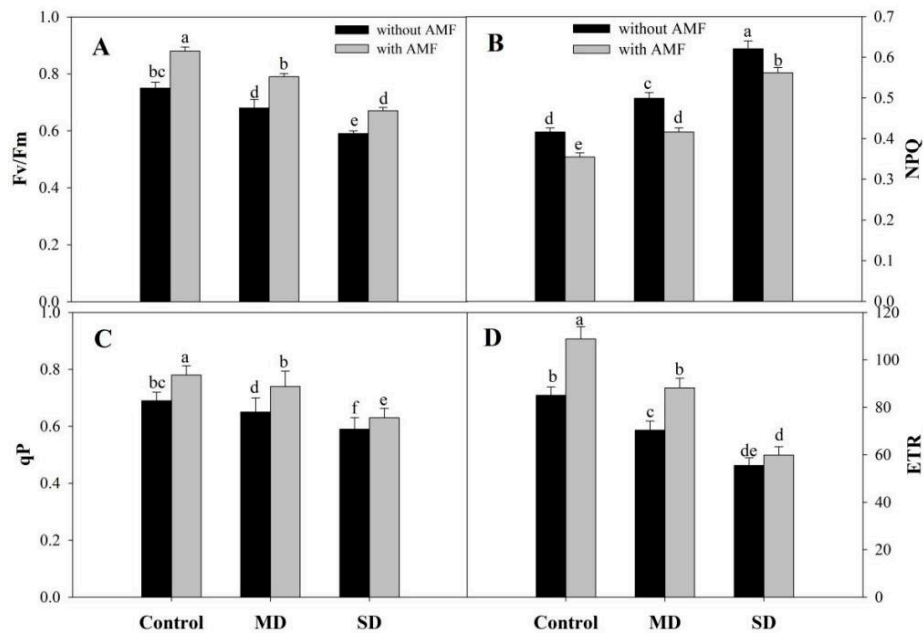 1.0
0.8
0.6
0.4
0.2
0.0
Fv/Fm
A
without AMF
with AMF
bc
a
d
b
e
d
B
without AMF
with AMF
d
e
c
d
a
b
0.7
0.6
0.5
0.4
0.3
0.2
0.1
0.0
NPQ
1.0
0.8
0.6
0.4
0.2
0.0
qP
C
bc
a
d
b
f
e
Control
MD
SD
D
b
a
c
b
de
d
Control
MD
SD
120
100
80
60
40
20
0
ETR